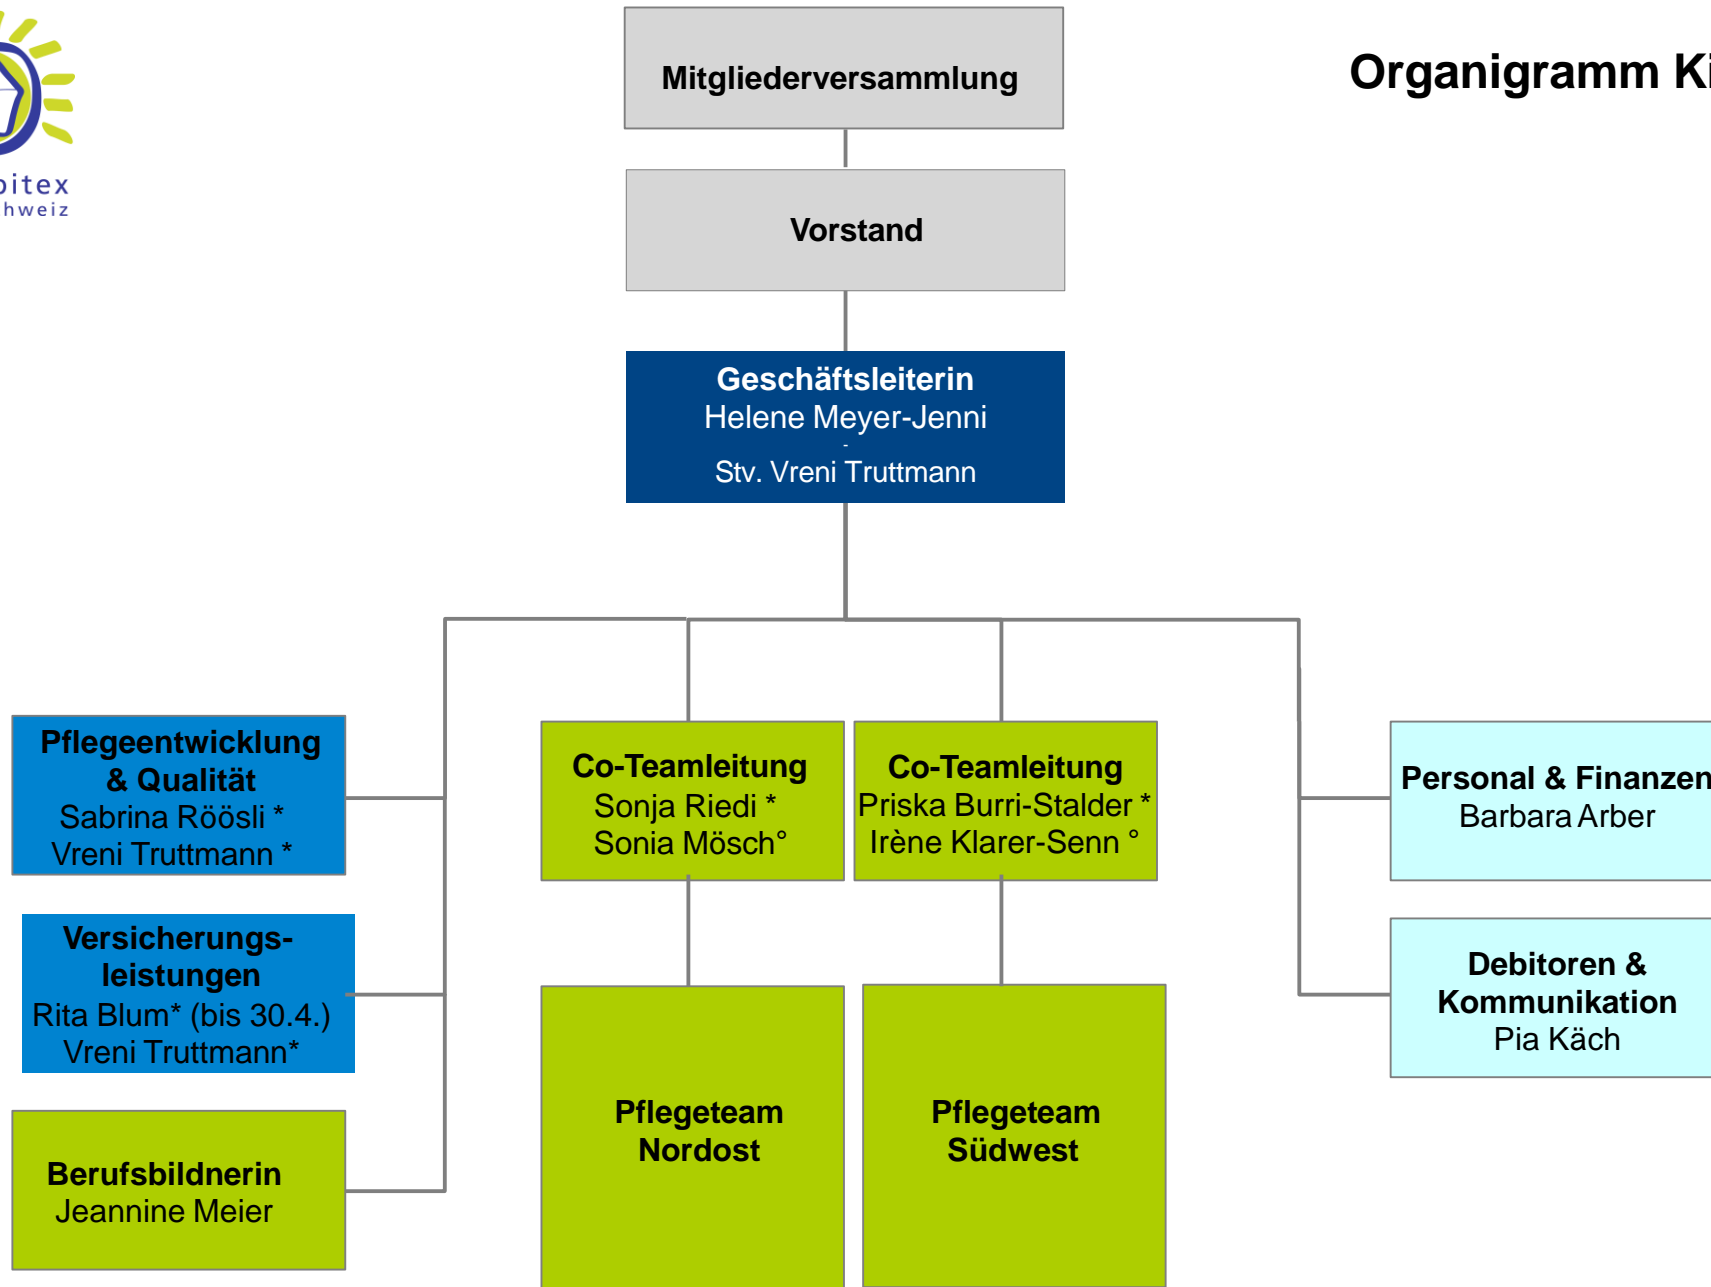 Organigramm Ki
Mitgliederversammlung
Vorstand
Geschäftsleiterin
Helene Meyer-Jenni
-
Stv. Vreni Truttmann
Pflegeentwicklung
& Qualität
Sabrina Röösli *
Vreni Truttmann *
Versicherungs-
leistungen
Rita Blum* (bis 30.4.)
Vreni Truttmann*
Berufsbildnerin
Jeannine Meier
Co-Teamleitung
Sonja Riedi *
Sonia Mösch°
Pflegeteam
Nordost
Co-Teamleitung
Priska Burri-Stalder *
Irène Klarer-Senn °
Pflegeteam
Südwest
Personal & Finanzen
Barbara Arber
Debitoren &
Kommunikation
Pia Käch